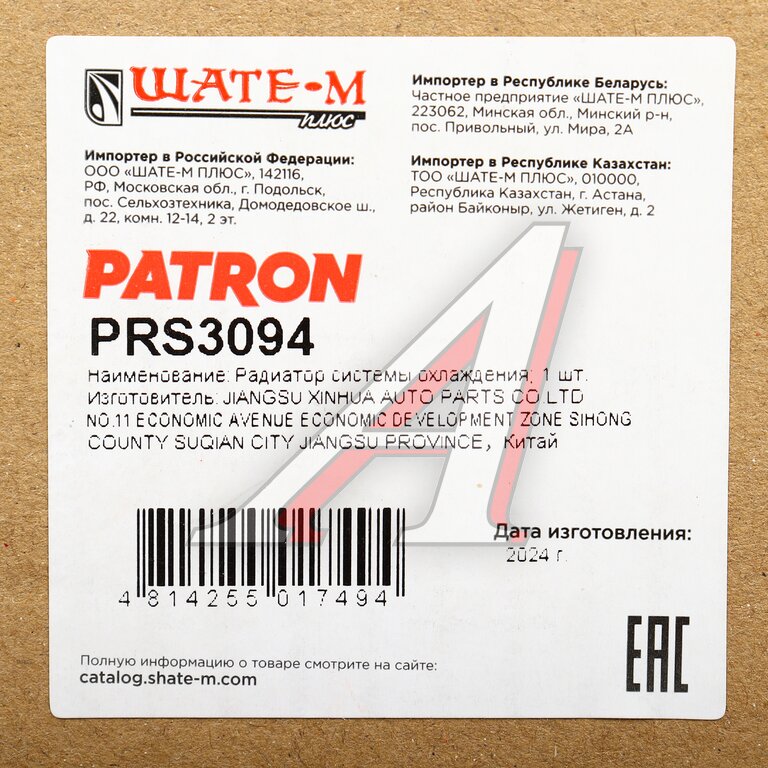 ШАТЕ-М
плюс
Импортер в Российской Федерации:
ООО «ШАТЕ-М ПЛЮС», 142116,
РФ, Московская обл., г. Подольск,
пос. Сельхозтехника, Домодедовское ш.,
д. 22, комн. 12-14, 2 эт.
Импортер в Республике Беларусь:
Частное предприятие «ШАТЕ-М ПЛЮС»,
223062, Минская обл., Минский р-н,
пос. Привольный, ул. Мира, 2А
Импортер в Республике Казахстан:
ТОО «ШАТЕ-М ПЛЮС», 010000,
Республика Казахстан, г. Астана,
район Байконыр, ул. Жетиген, д. 2
PATRON
PRS3094
Наименование: Радиатор системы охлаждения; 1 шт.
Изготовитель: JIANGSU XINHUA AUTO PARTS CO.LTD
NO.11 ECONOMIC AVENUE ECONOMIC DEVELOPMENT ZONE SIHONG
COUNTY SUQIAN CITY JIANGSU PROVINCE, Китай
Дата изготовления:
2024 г.
4 814255 017494
Полную информацию о товаре смотрите на сайте:
catalog.shate-m.com
EAC